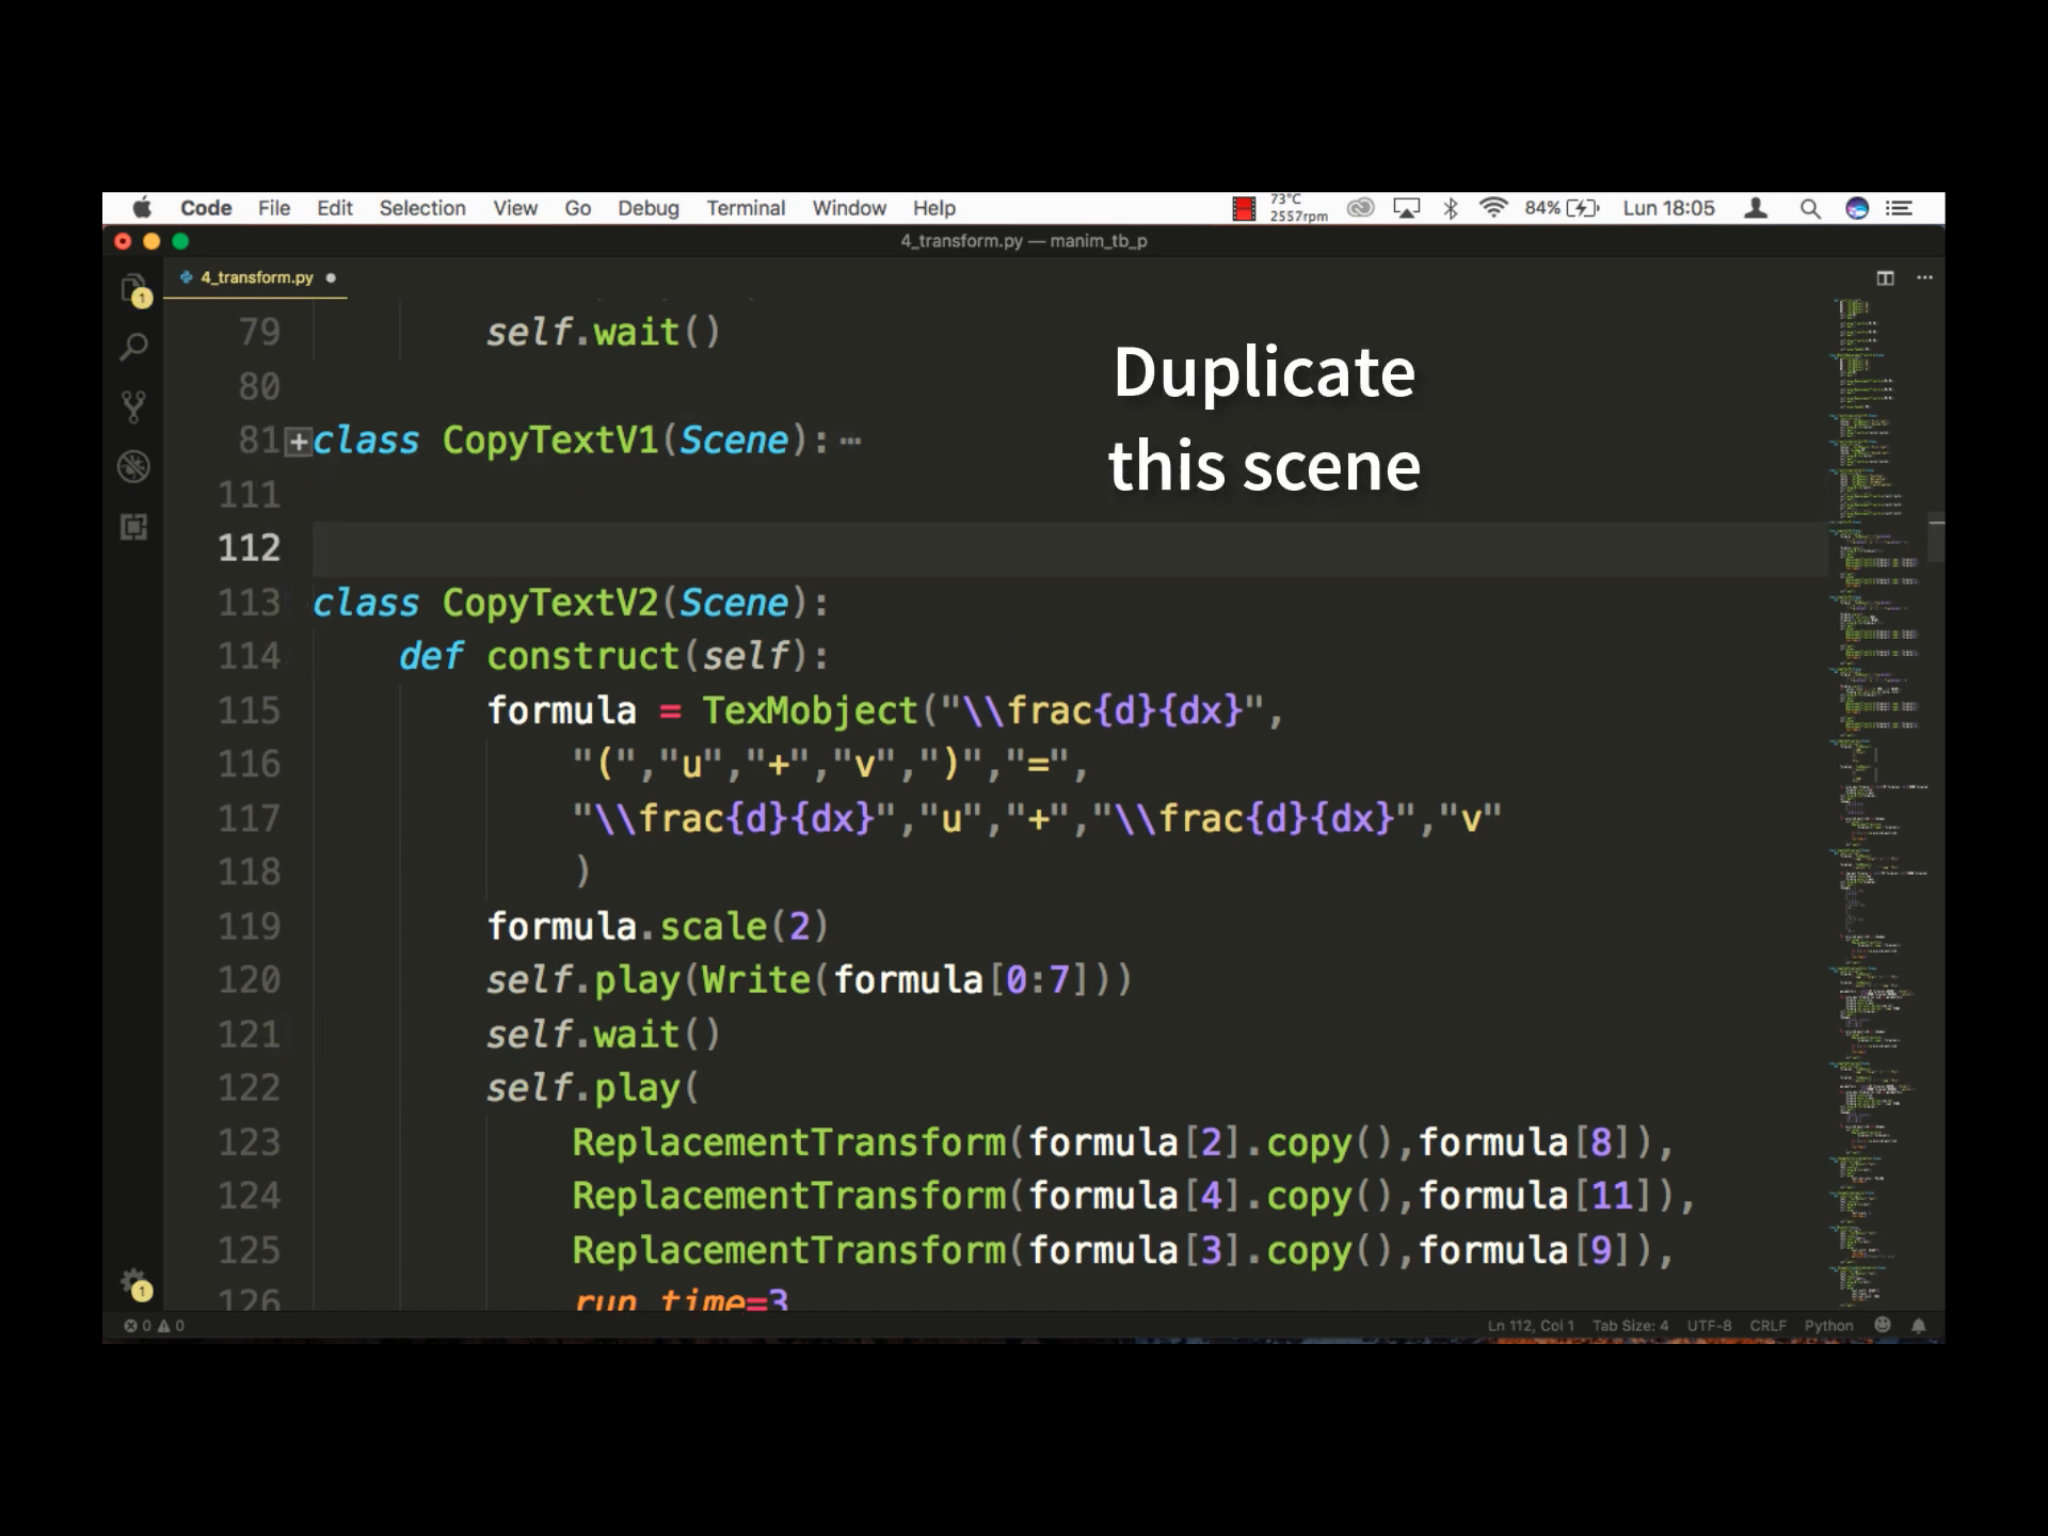 Code File Edit Selection View Go Debug Terminal Window Help 73°C 2557rpm 84% Lun 18:05
4_transform.py — manim_tb_p
4_transform.py
79 self.wait()
80
81 class CopyTextV1(Scene):
111
112
113 class CopyTextV2(Scene):
114 def construct(self):
115 formula = TexMobject("\\frac{d}{dx}",
116 "(","u","+","v",")","=",
117 "\\frac{d}{dx}","u","+","\\frac{d}{dx}","v"
118 )
119 formula.scale(2)
120 self.play(Write(formula[0:7]))
121 self.wait()
122 self.play(
123 ReplacementTransform(formula[2].copy(),formula[8]),
124 ReplacementTransform(formula[4].copy(),formula[11]),
125 ReplacementTransform(formula[3].copy(),formula[9]),
126 run_time=3
Duplicate
this scene
1
1
0 0 Ln 112, Col 1 Tab Size: 4 UTF-8 CRLF Python